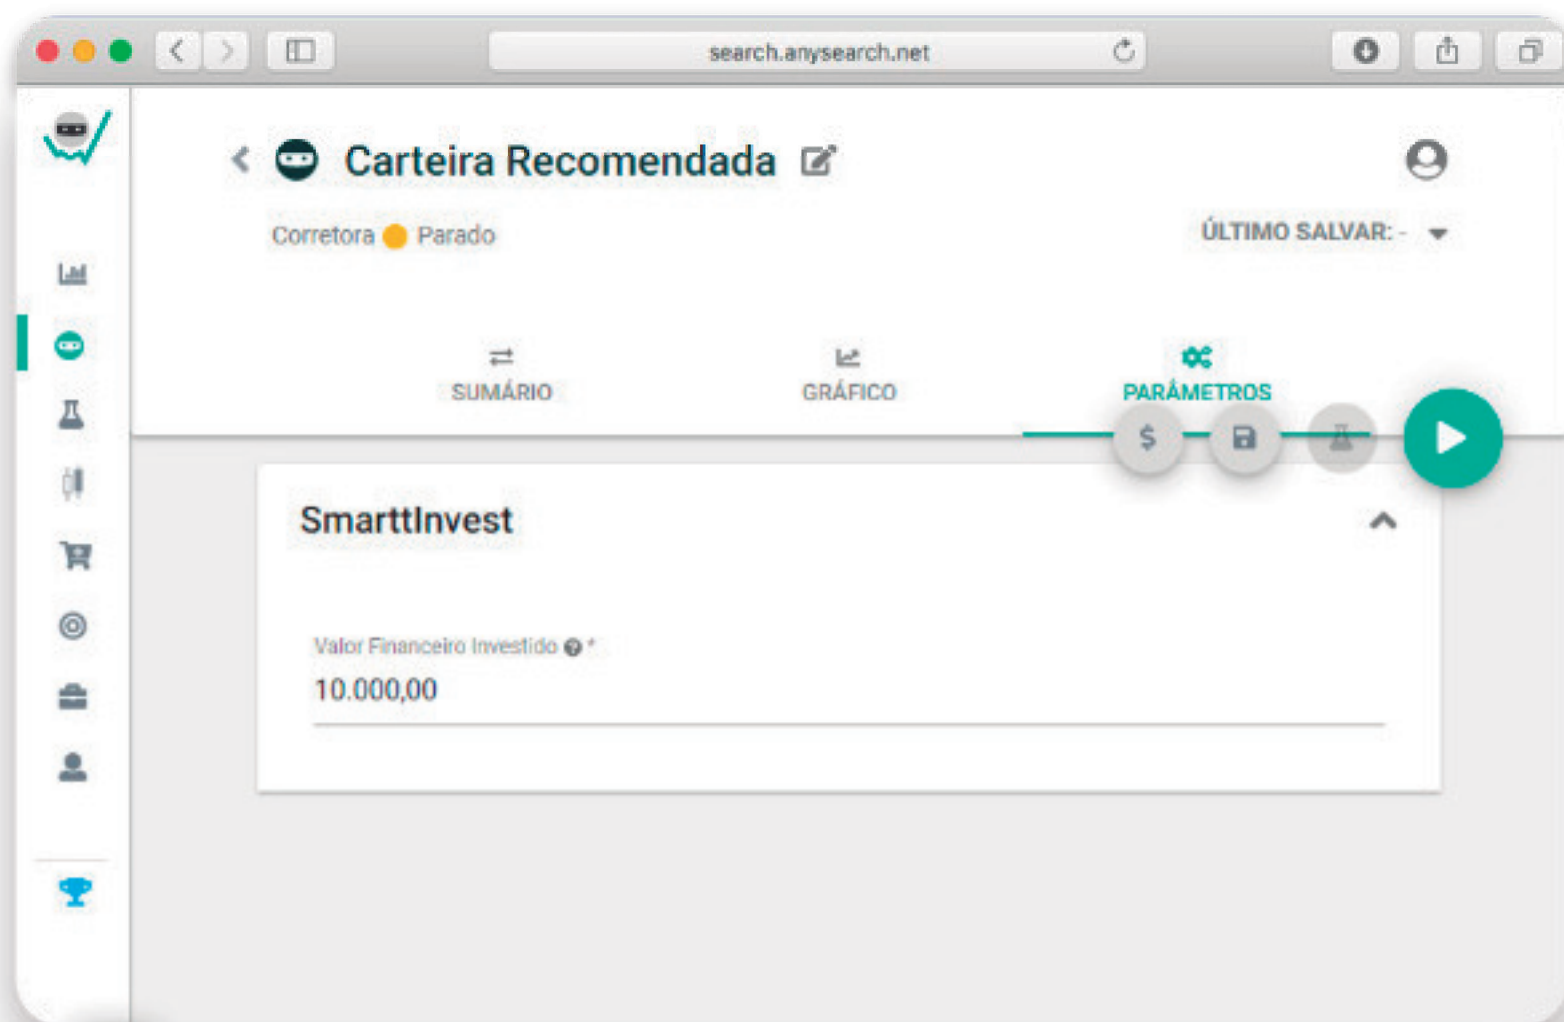 search.anysearch.net
Carteira Recomendada
Corretora Parado
ÚLTIMO SALVAR: -
SUMÁRIO
GRÁFICO
PARÂMETROS
$
SmarttInvest
Valor Financeiro Investido ? *
10.000,00